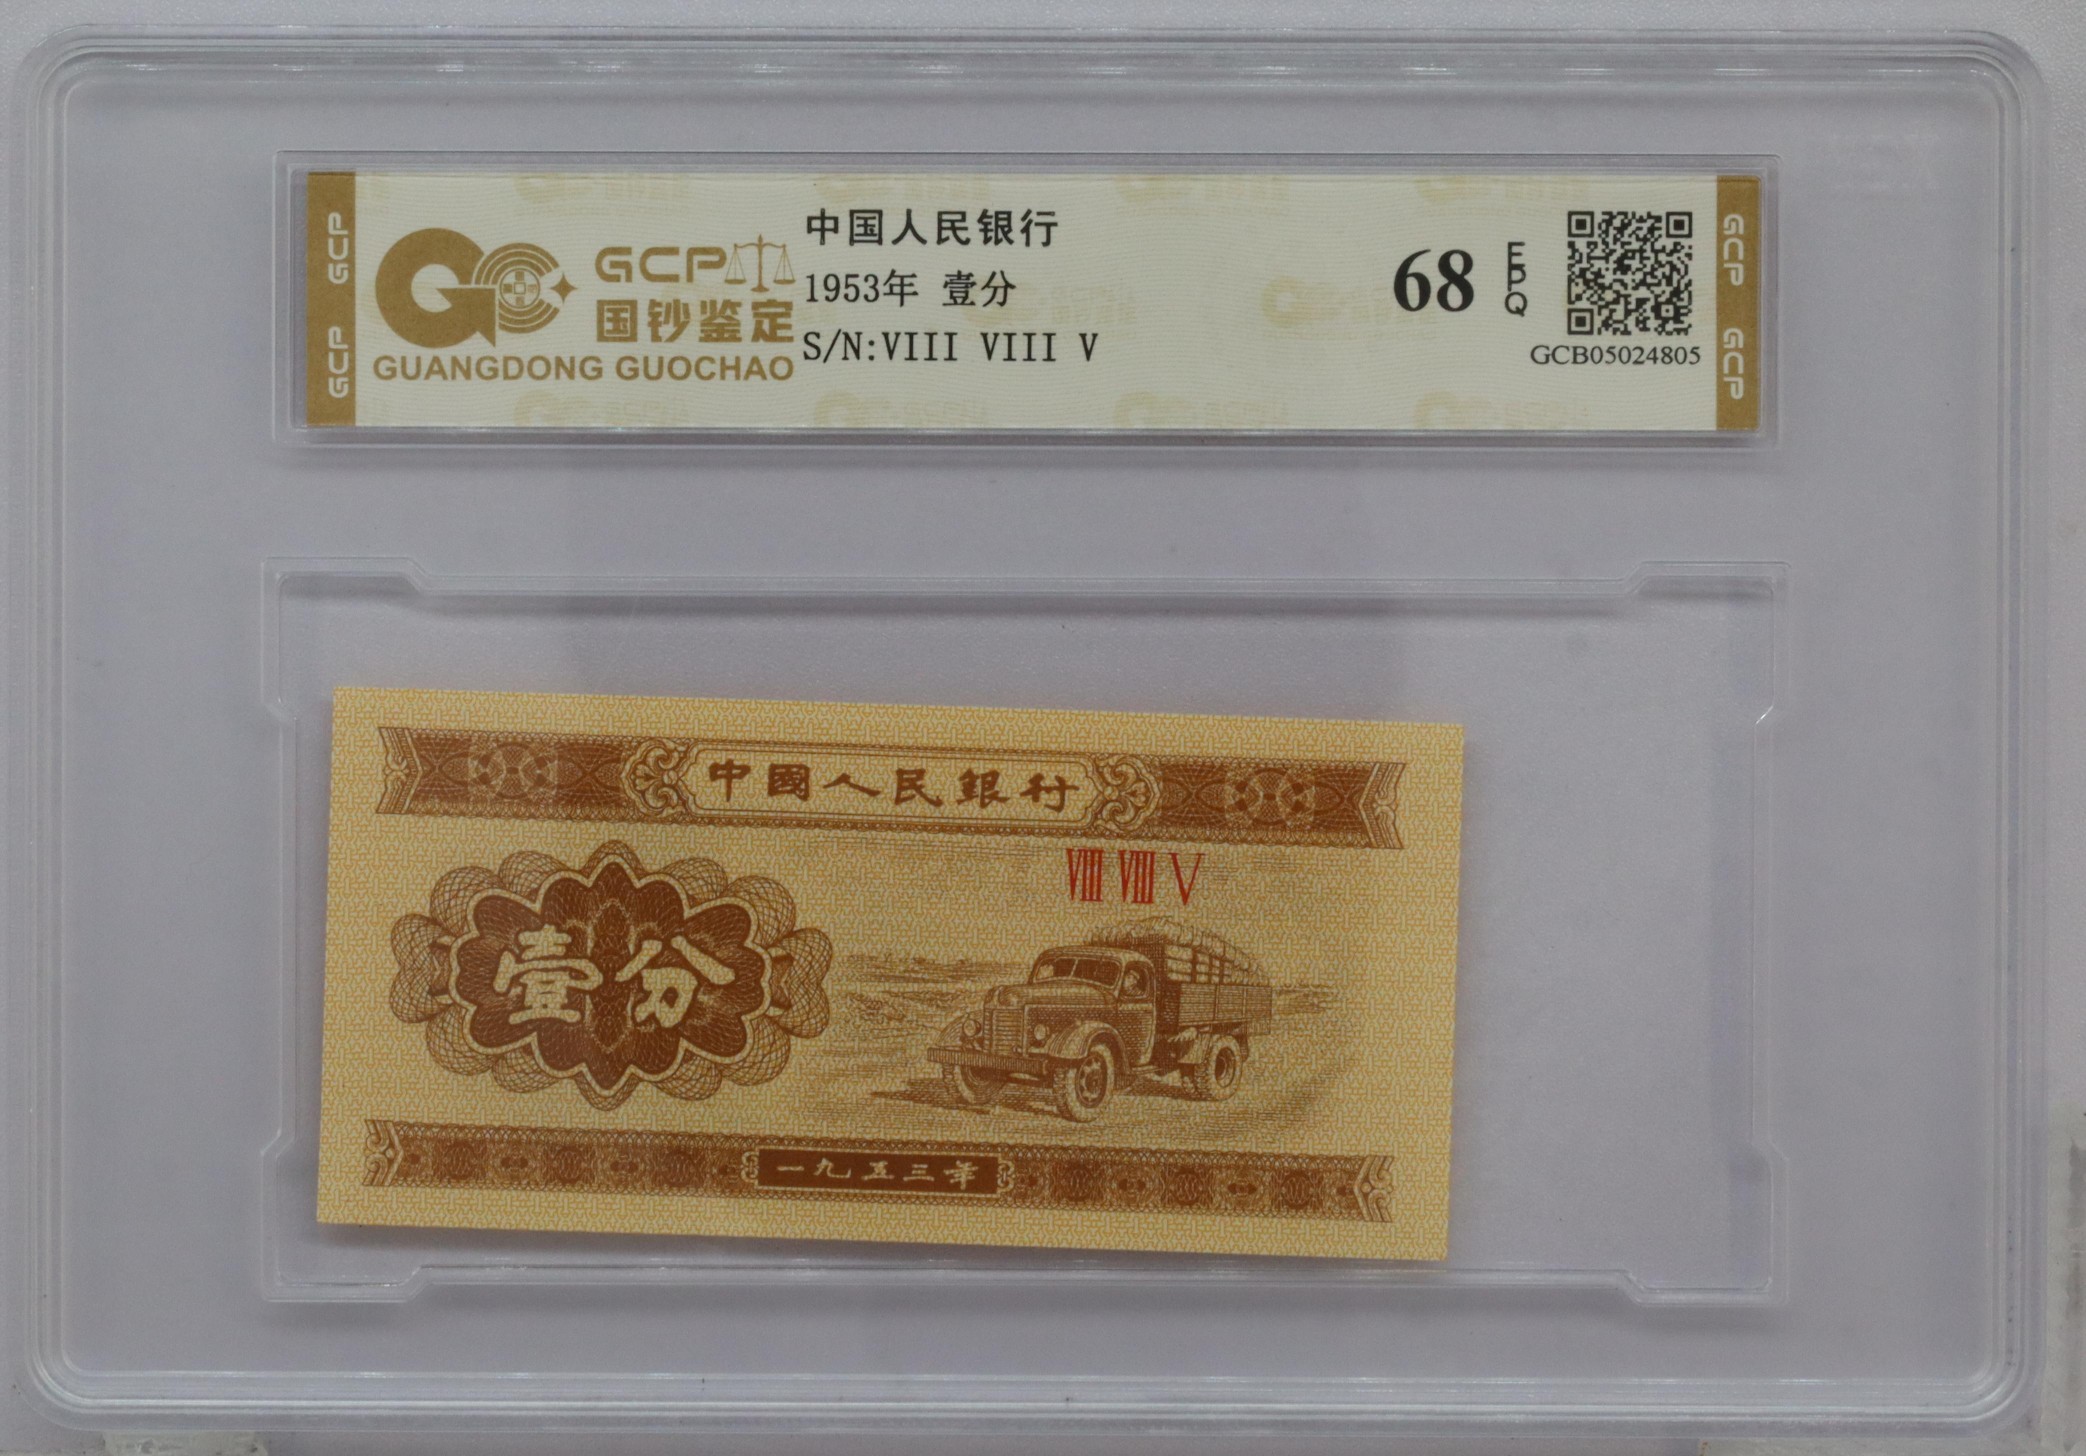 GCP GCP
GCP
国钞鉴定
GUANGDONG GUOCHAO
中国人民银行
1953年 壹分
S/N:VIII VIII V
68
EPQ
GCB05024805
GCP GCP
中國人民銀行
VIII VIII V
壹分
一九五三年